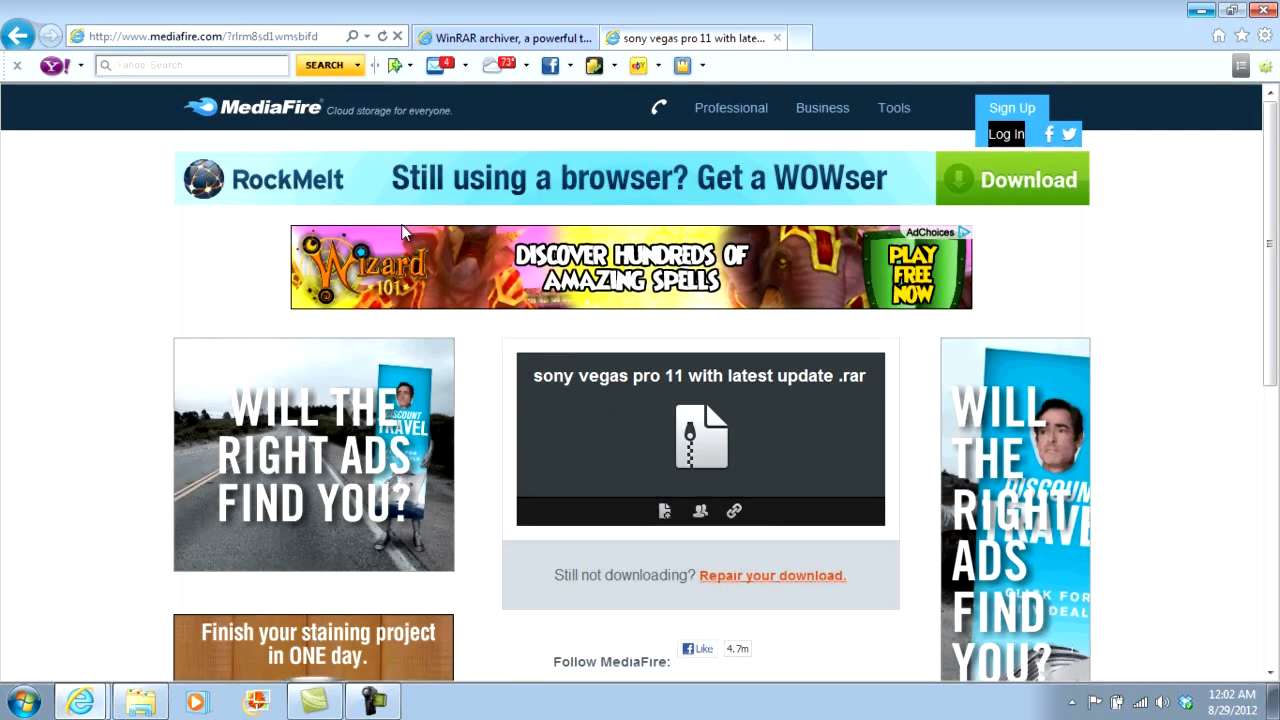 http://www.mediafire.com/?rlrm8sd1wmsbifd
WinRAR archiver, a powerful t...
sony vegas pro 11 with late...
Yahoo Search
SEARCH
4
73°
MediaFire Cloud storage for everyone.
Professional
Business
Tools
Sign Up
Log In
RockMelt
Still using a browser? Get a WOWser
Download
Wizard
101
DISCOVER HUNDREDS OF
AMAZING SPELLS
AdChoices
PLAY
FREE
NOW
WILL THE
RIGHT ADS
FIND YOU?
DISCOUNT
TRAVEL
sony vegas pro 11 with latest update .rar
Still not downloading? Repair your download.
WILL
THE
RIGHT
ADS
FIND
YOU?
Finish your staining project
in ONE day.
Follow MediaFire:
Like
4.7m
12:02 AM
8/29/2012